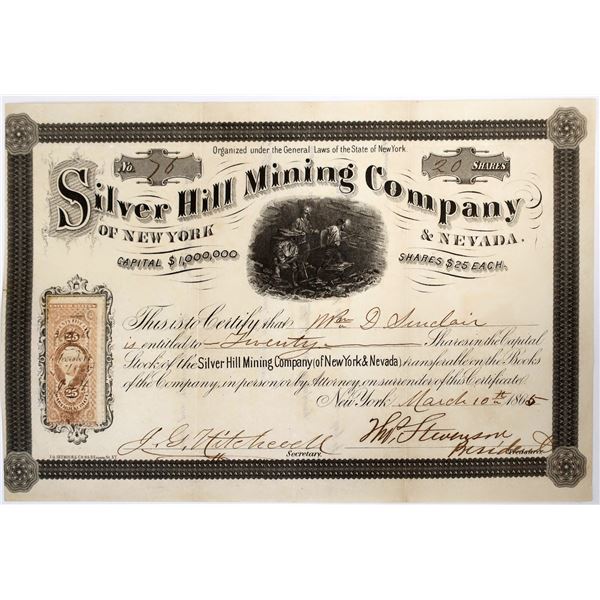 Organized under the General Laws of the State of New York
No. 76
20 SHARES
Silver Hill Mining Company
OF NEW YORK & NEVADA.
CAPITAL $1,000,000
SHARES $25 EACH.
This is to Certify that Wm D Sinclair
is entitled to Twenty Shares in the Capital
Stock of the Silver Hill Mining Company (of New York & Nevada) transferable on the Books
of the Company, in person or by Attorney, on surrender of this Certificate
New York March 10th 1865
J. G. Mitchell
Secretary
Stevenson
President
25
25